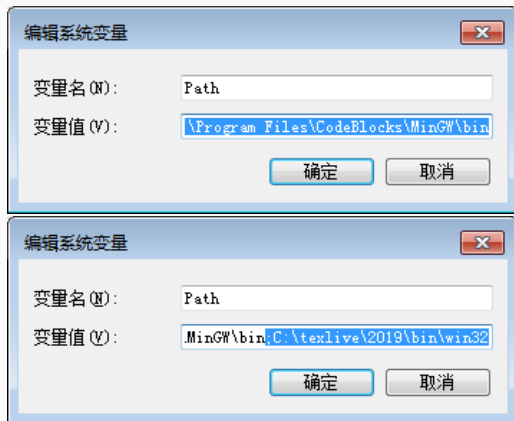 编辑系统变量
变量名(N): Path
变量值(V): \Program Files\CodeBlocks\MinGW\bin
确定 取消
编辑系统变量
变量名(N): Path
变量值(V): MinGW\bin;C:\texlive\2019\bin\win32
确定 取消